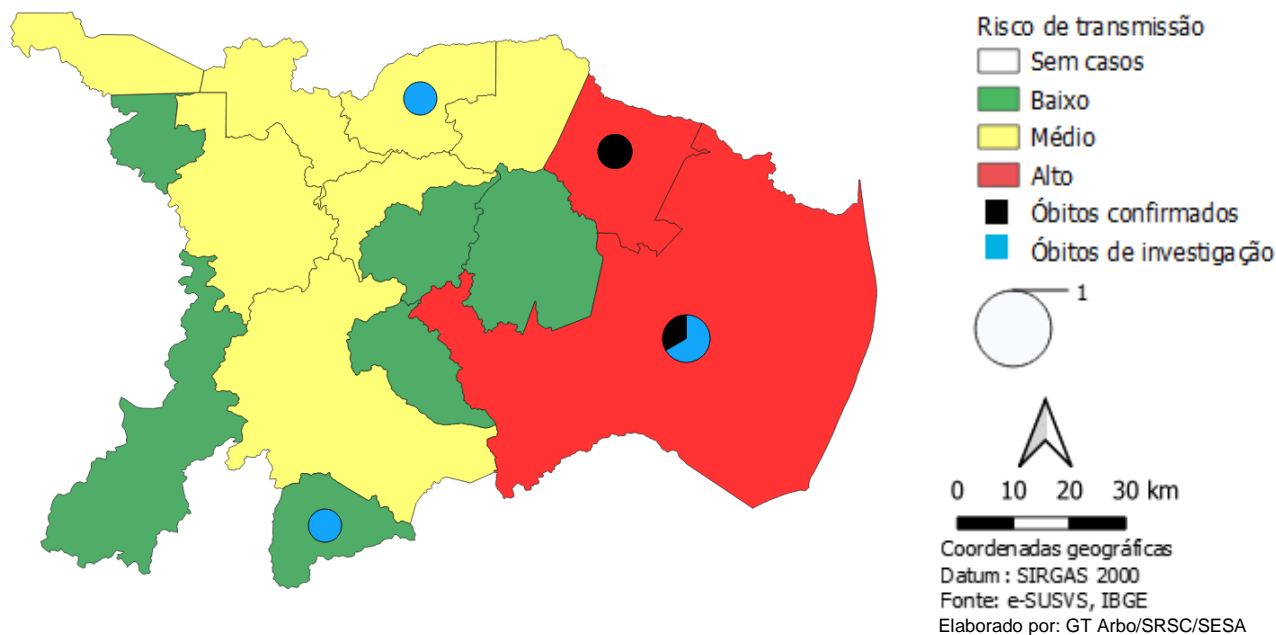 Risco de transmissão
Sem casos
Baixo
Médio
Alto
Óbitos confirmados
Óbitos de investigação
1
0 10 20 30 km
Coordenadas geográficas
Datum : SIRGAS 2000
Fonte: e-SUSVS, IBGE
Elaborado por: GT Arbo/SRSC/SESA